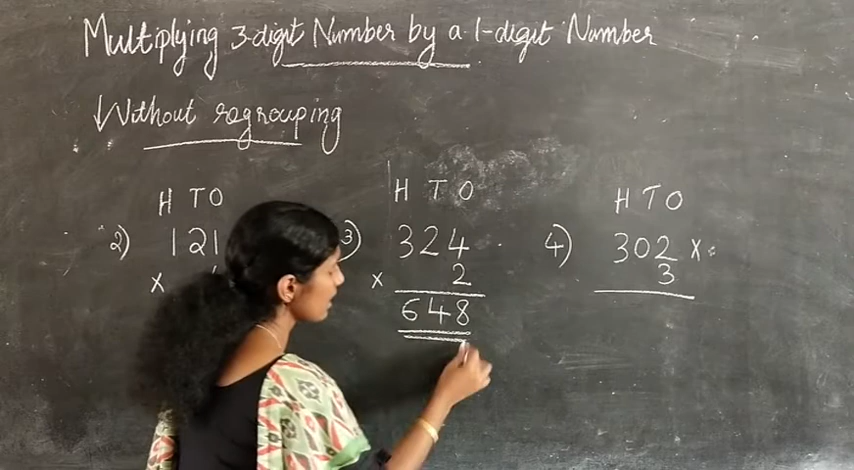 Multiplying 3-digit Number by a 1-digit Number
Without regrouping
H T O
2) 121
×
H T O
3) 324
× 2
648
H T O
4) 302 ×
3